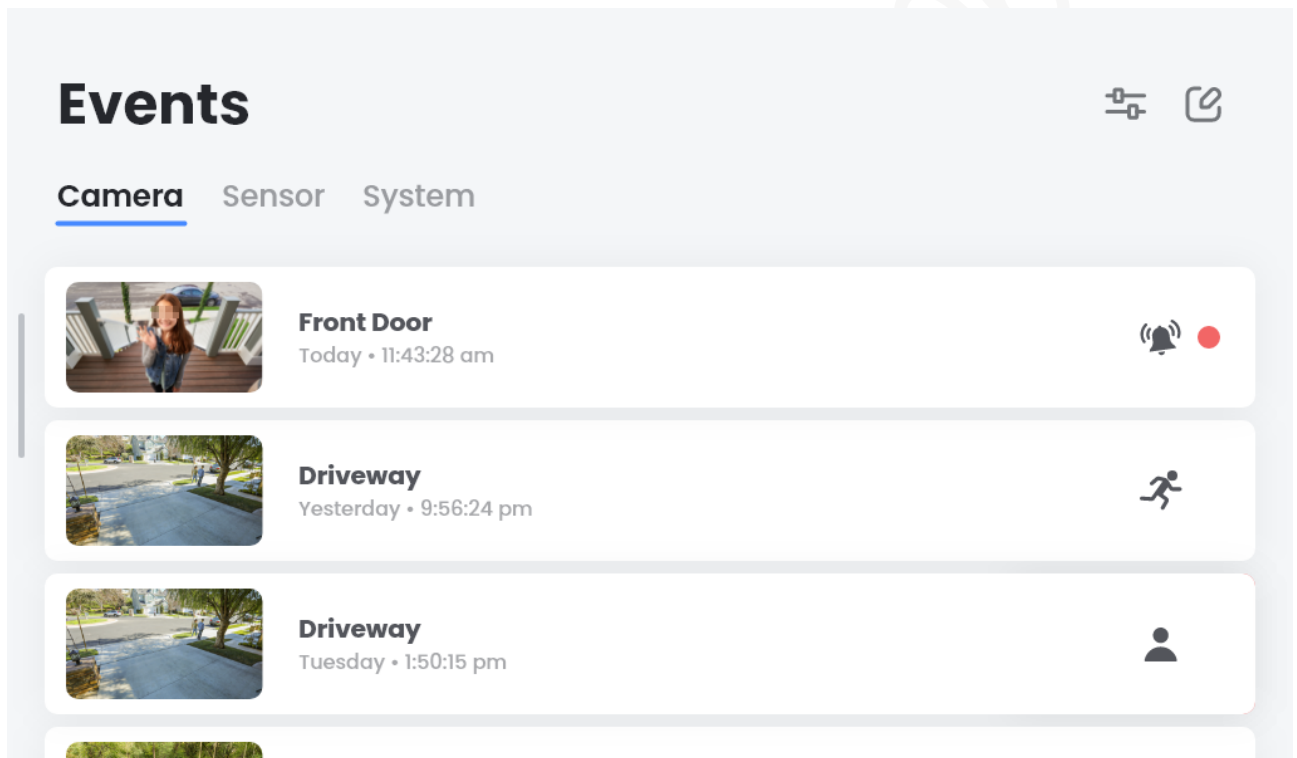 Events
Camera Sensor System
Front Door
Today • 11:43:28 am
Driveway
Yesterday • 9:56:24 pm
Driveway
Tuesday • 1:50:15 pm